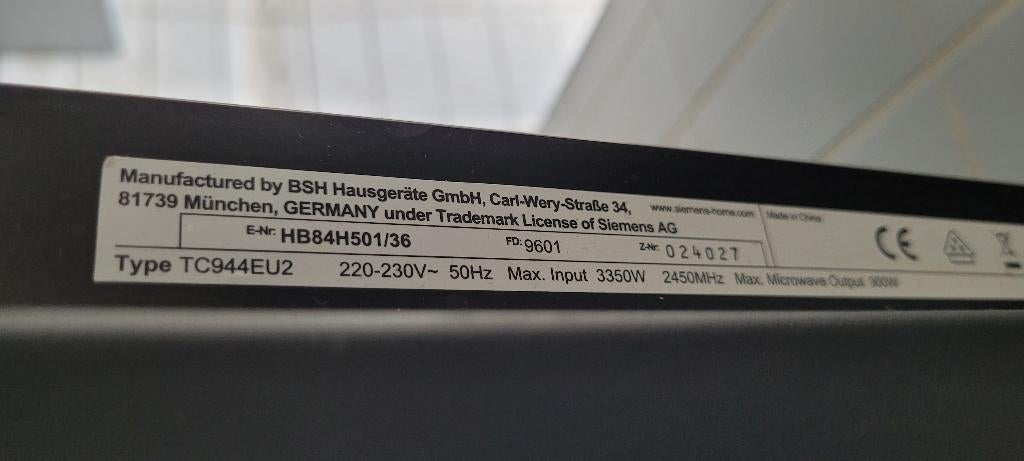 Manufactured by BSH Hausgeräte GmbH, Carl-Wery-Straße 34,
81739 München, GERMANY under Trademark License of Siemens AG
www.siemens-home.com
Made in China
E-Nr. HB84H501/36 FD: 9601 Z-Nr. 024027
CE
Type TC944EU2 220-230V~ 50Hz Max. Input 3350W 2450MHz Max. Microwave Output 900W